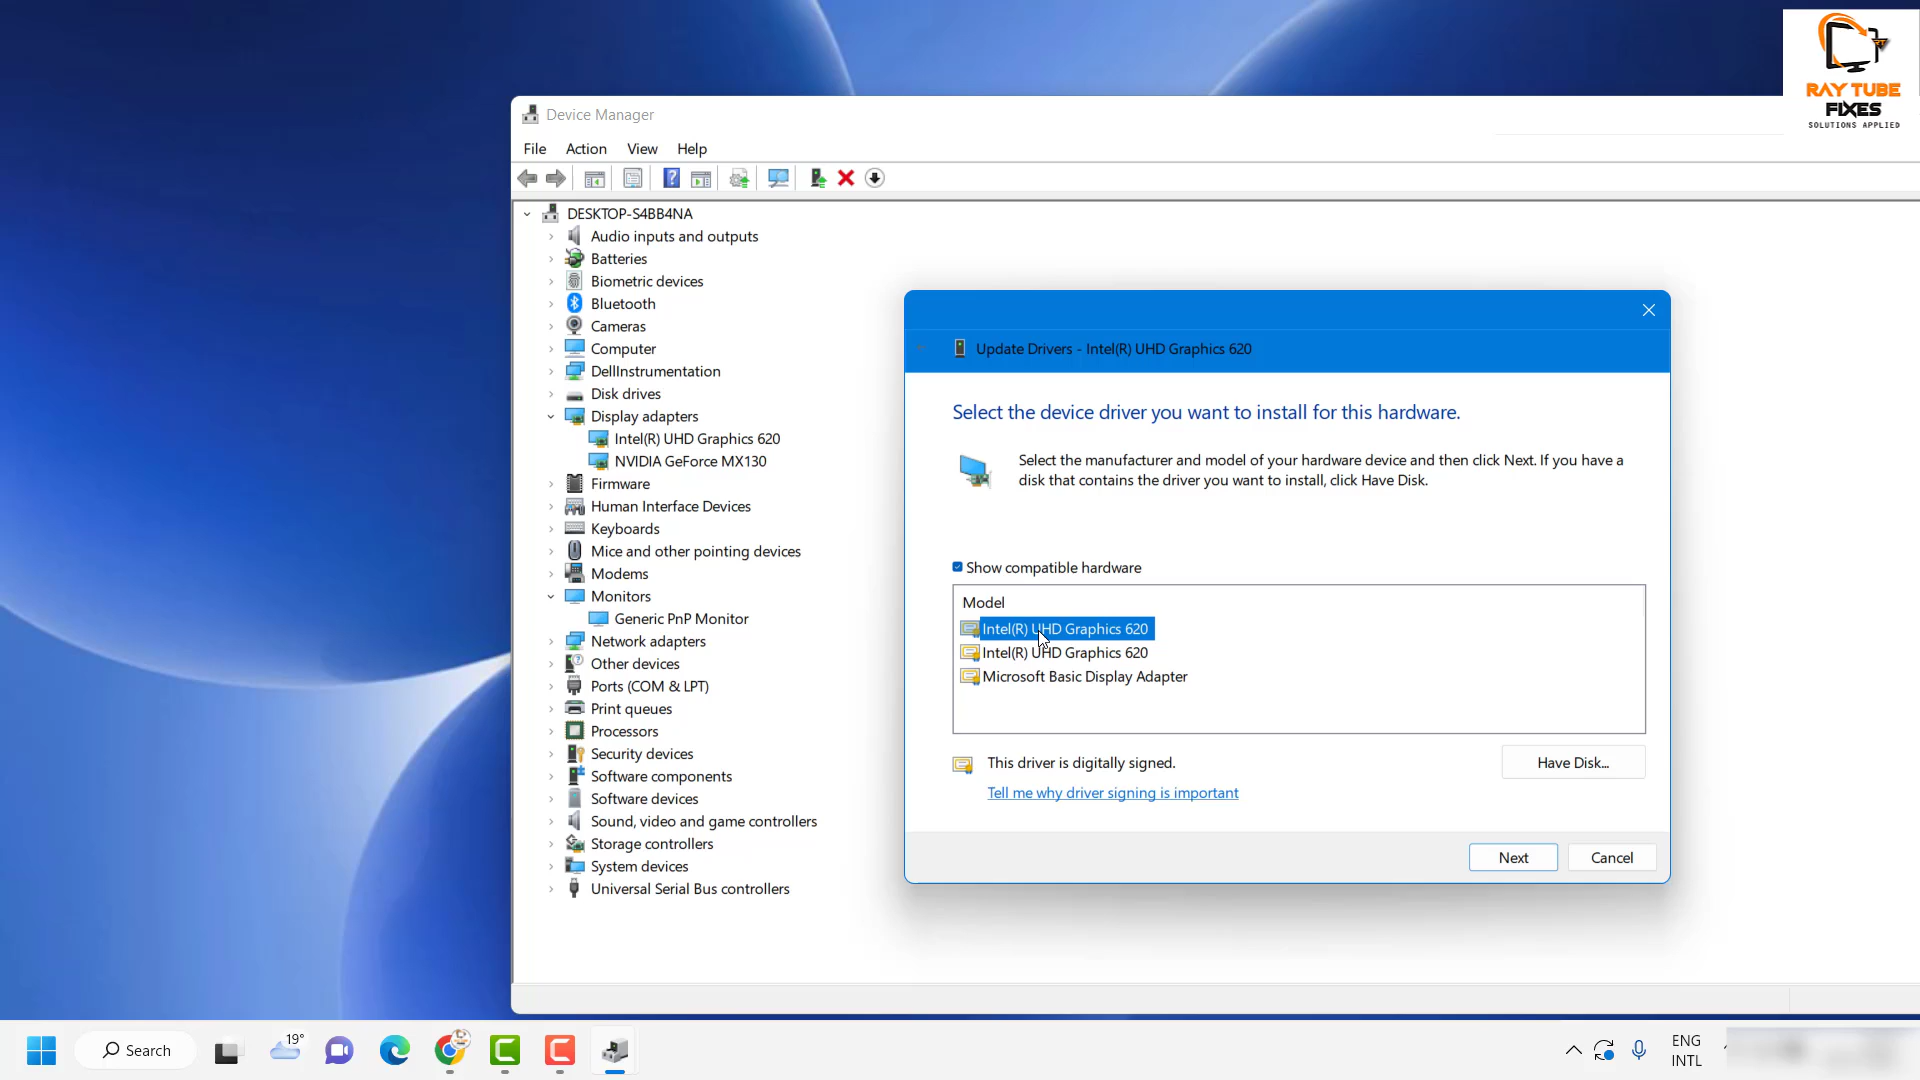 RAY TUBE
FIXES
SOLUTIONS APPLIED
Device Manager
File Action View Help
DESKTOP-S4BB4NA
Audio inputs and outputs
Batteries
Biometric devices
Bluetooth
Cameras
Computer
DellInstrumentation
Disk drives
Display adapters
Intel(R) UHD Graphics 620
NVIDIA GeForce MX130
Firmware
Human Interface Devices
Keyboards
Mice and other pointing devices
Modems
Monitors
Generic PnP Monitor
Network adapters
Other devices
Ports (COM & LPT)
Print queues
Processors
Security devices
Software components
Software devices
Sound, video and game controllers
Storage controllers
System devices
Universal Serial Bus controllers
Update Drivers - Intel(R) UHD Graphics 620
Select the device driver you want to install for this hardware.
Select the manufacturer and model of your hardware device and then click Next. If you have a
disk that contains the driver you want to install, click Have Disk.
Show compatible hardware
Model
Intel(R) UHD Graphics 620
Intel(R) UHD Graphics 620
Microsoft Basic Display Adapter
This driver is digitally signed.
Have Disk...
Tell me why driver signing is important
Next Cancel
Search
19°
ENG
INTL